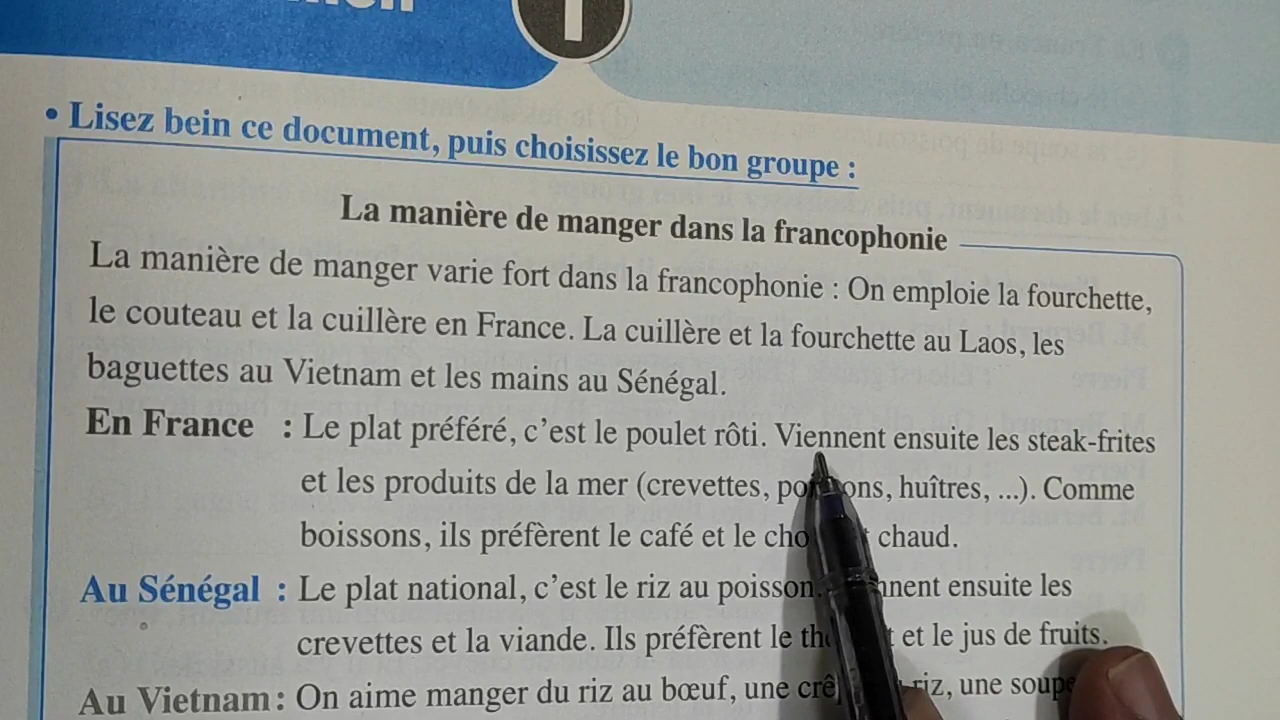 1
• Lisez bein ce document, puis choisissez le bon groupe :
La manière de manger dans la francophonie
La manière de manger varie fort dans la francophonie : On emploie la fourchette,
le couteau et la cuillère en France. La cuillère et la fourchette au Laos, les
baguettes au Vietnam et les mains au Sénégal.
En France : Le plat préféré, c'est le poulet rôti. Viennent ensuite les steak-frites
et les produits de la mer (crevettes, huîtres, ...). Comme
boissons, ils préfèrent le café et le chaud.
Au Sénégal : Le plat national, c'est le riz au poisson. ensuite les
crevettes et la viande. Ils préfèrent le et le jus de fruits.
Au Vietnam : On aime manger du riz au bœuf, une riz, une soupe